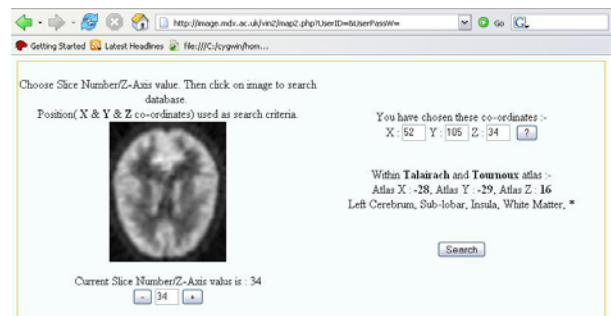 http://image.mdx.ac.uk/vin2/map2.php?UserID=&UserPassW=
Go
G
Getting Started Latest Headlines file:///C:/cygwin/hom...
Choose Slice Number/Z-Axis value. Then click on image to search
database.
Position( X & Y & Z co-ordinates) used as search criteria.
You have chosen these co-ordinates :-
X : 52 Y : 105 Z : 34 ?
Within Talairach and Tournoux atlas :-
Atlas X : -28, Atlas Y : -29, Atlas Z : 16
Left Cerebrum, Sub-lobar, Insula, White Matter, *
Search
Current Slice Number/Z-Axis valus is : 34
- 34 +